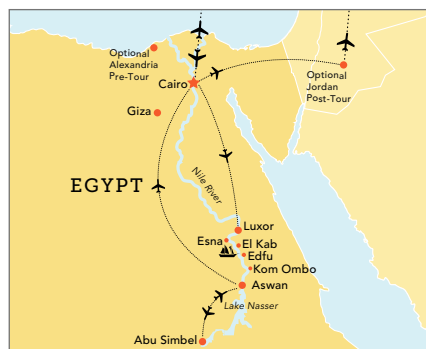 Optional
Alexandria
Pre-Tour
Cairo
Optional
Jordan
Post-Tour
Giza
EGYPT
Nile River
Luxor
Esna
El Kab
Edfu
Kom Ombo
Aswan
Lake Nasser
Abu Simbel